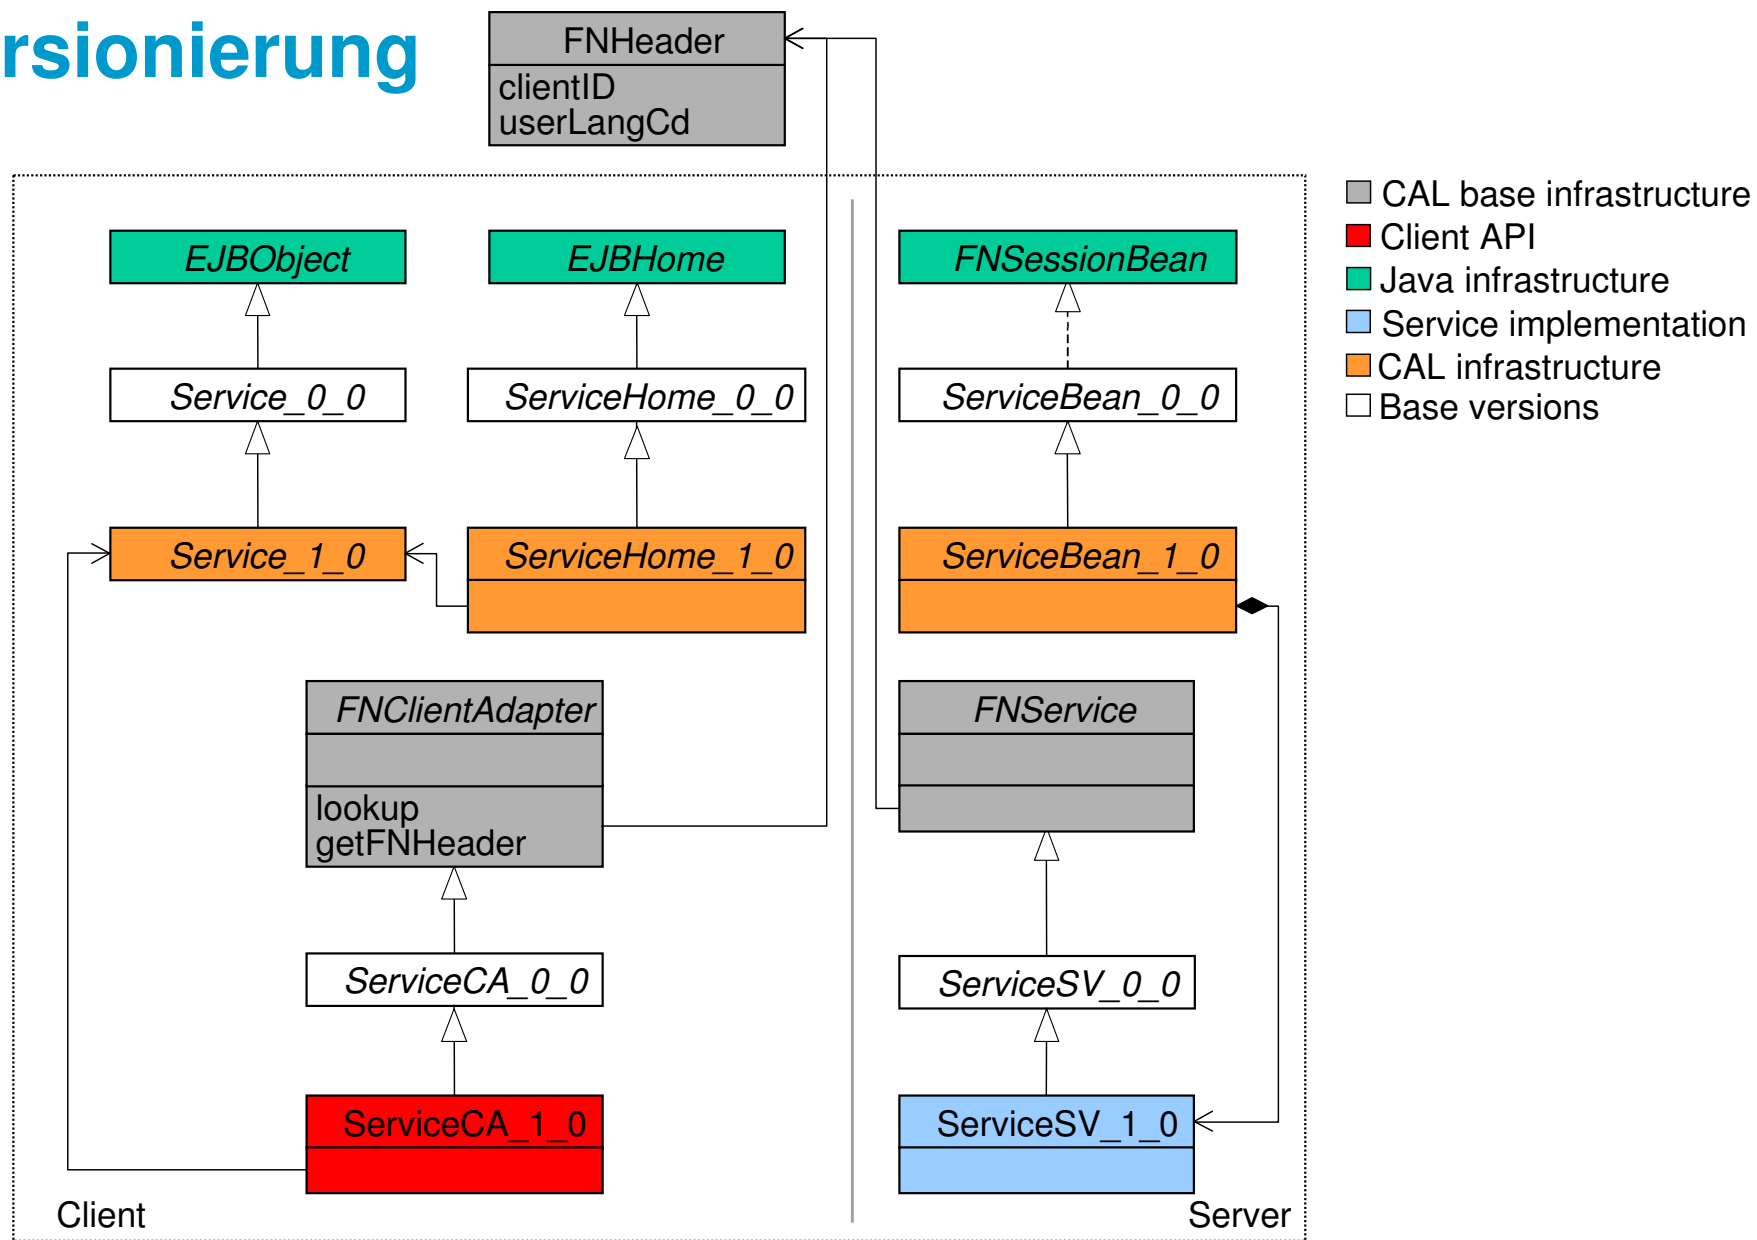 rsionierung
FNHeader
clientID
userLangCd
CAL base infrastructure
Client API
Java infrastructure
Service implementation
CAL infrastructure
Base versions
EJBObject
EJBHome
FNSessionBean
Service_0_0
ServiceHome_0_0
ServiceBean_0_0
Service_1_0
ServiceHome_1_0
ServiceBean_1_0
FNClientAdapter
lookup
getFNHeader
FNService
ServiceCA_0_0
ServiceSV_0_0
ServiceCA_1_0
ServiceSV_1_0
Client
Server